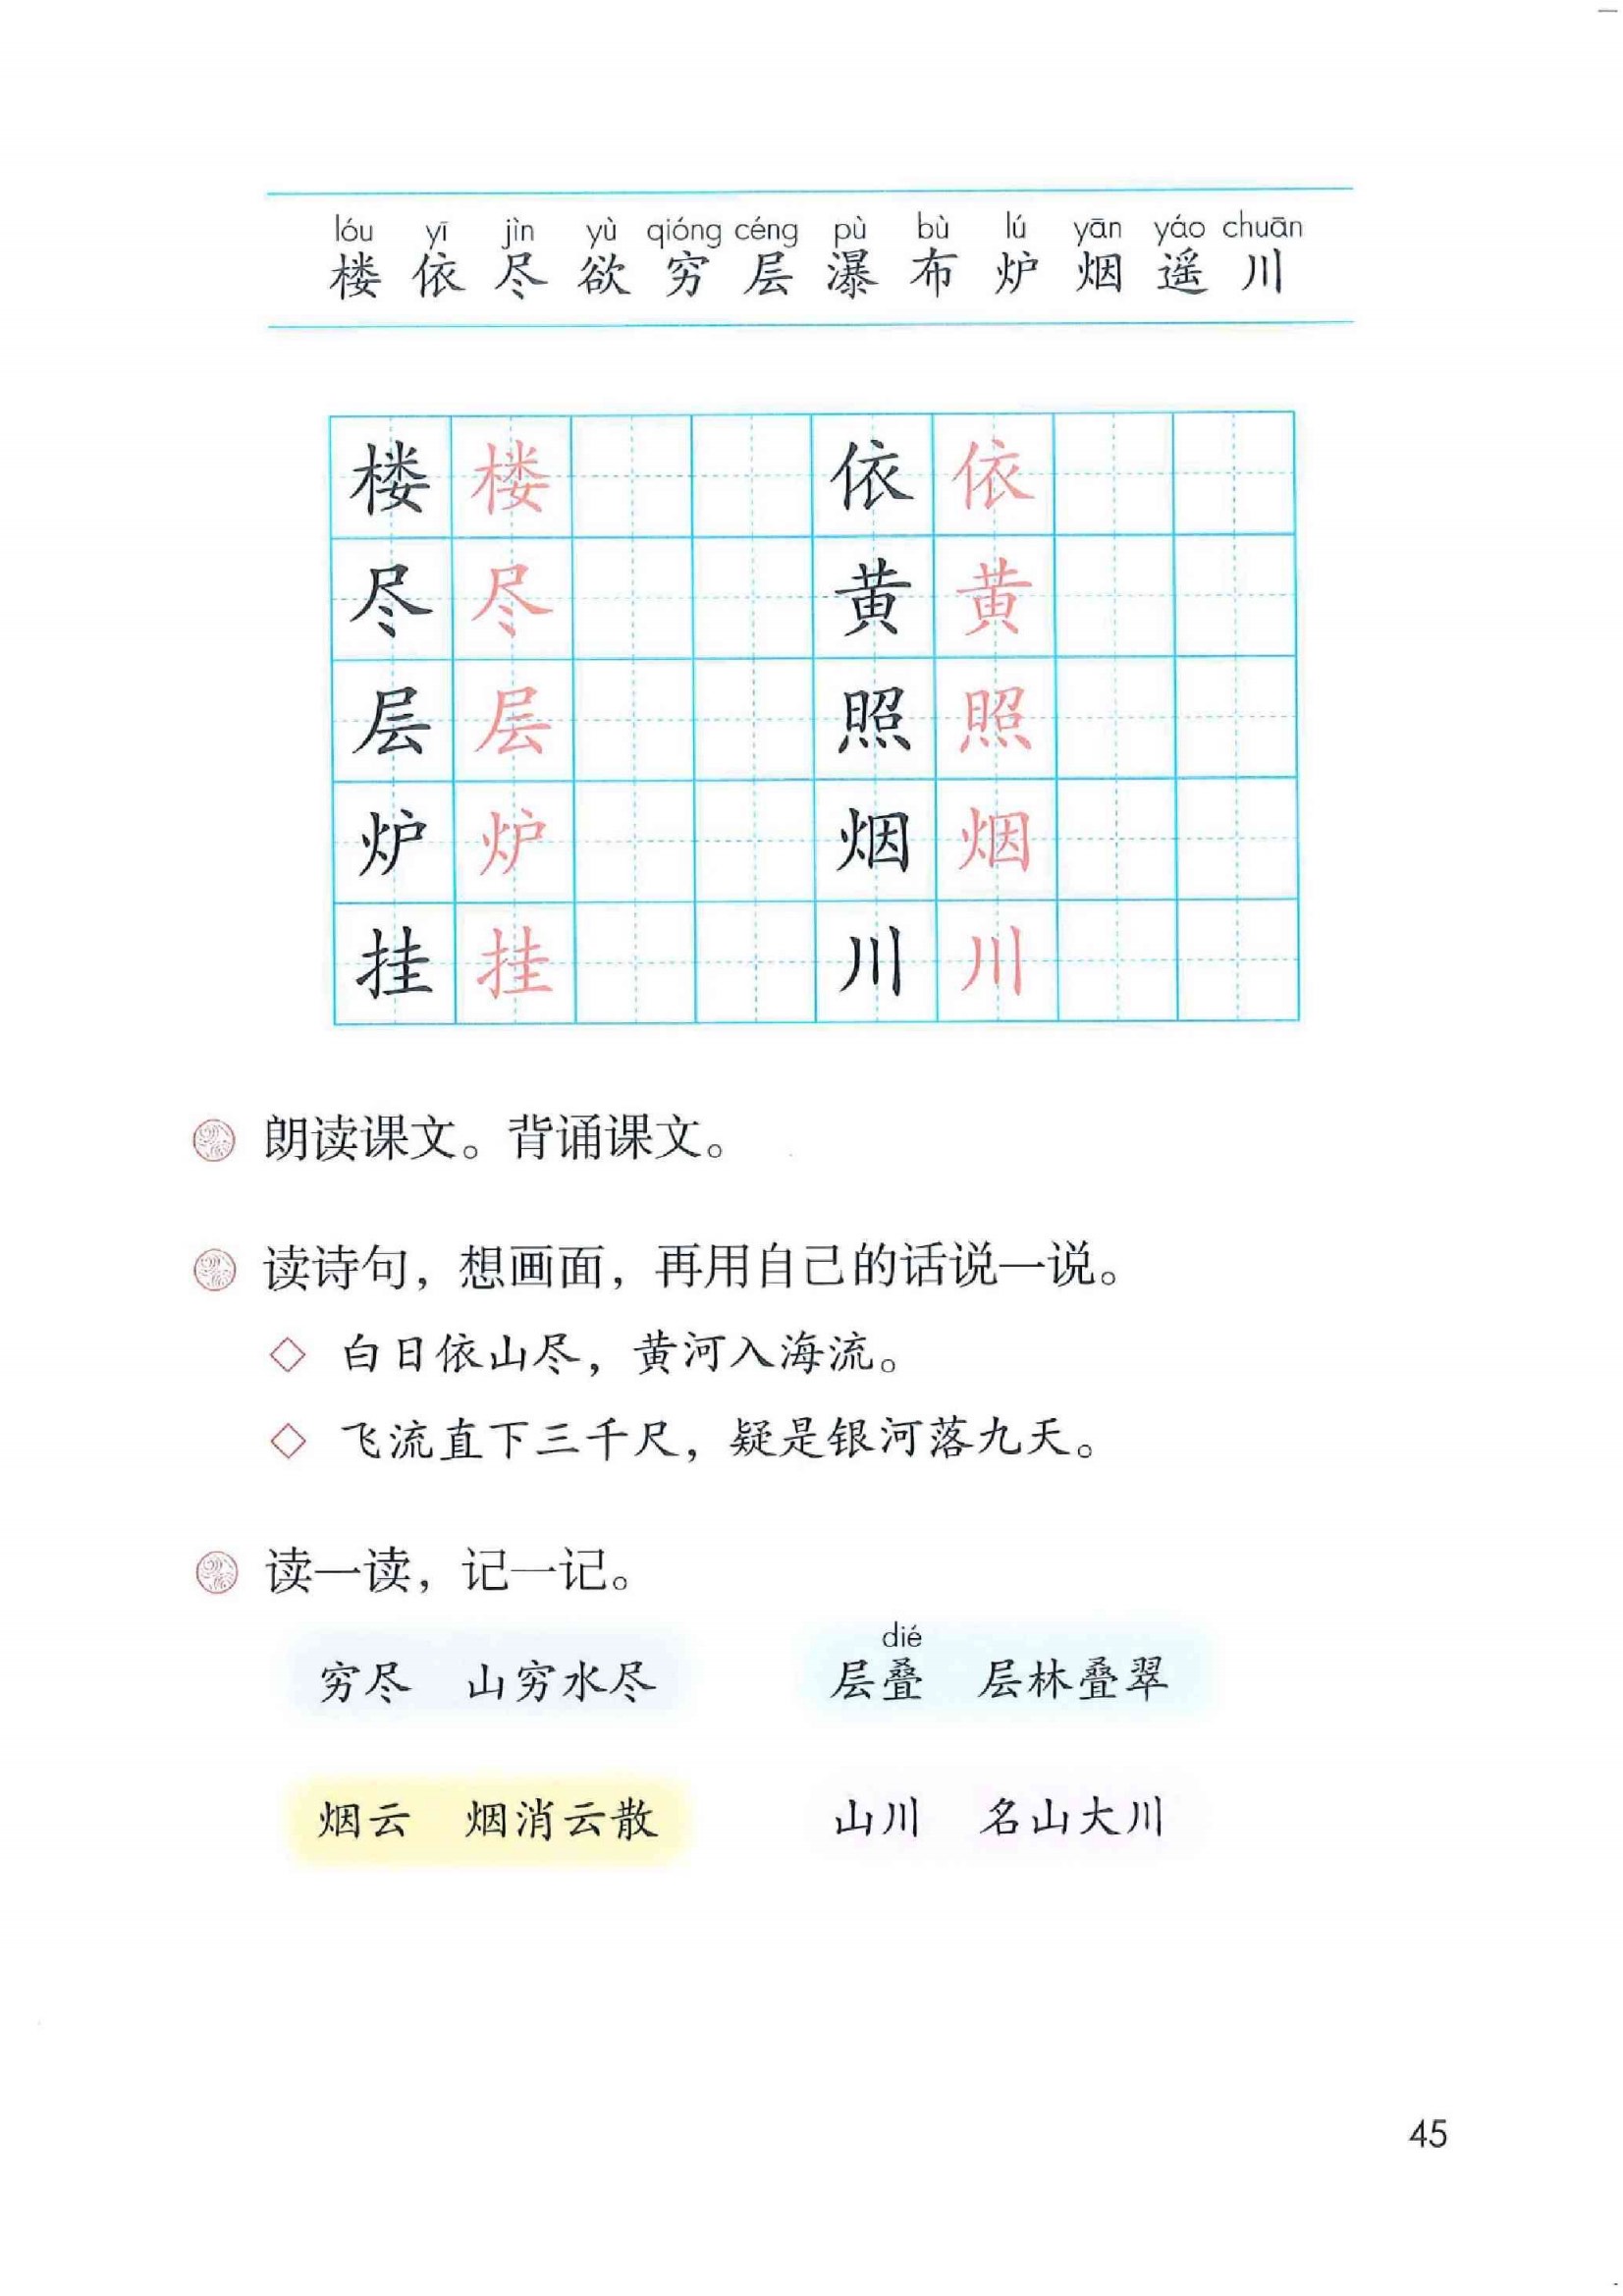 lóu yī jìn yù qióng céng pù bù lú yān yáo chuān
楼 依 尽 欲 穷 层 瀑 布 炉 烟 遥 川
楼 楼 依 依
尽 尽 黄 黄
层 层 照 照
炉 炉 烟 烟
挂 挂 川 川
朗读课文。背诵课文。
读诗句，想画面，再用自己的话说一说。
◇ 白日依山尽，黄河入海流。
◇ 飞流直下三千尺，疑是银河落九天。
读一读，记一记。
dié
穷尽 山穷水尽 层叠 层林叠翠
烟云 烟消云散 山川 名山大川
45